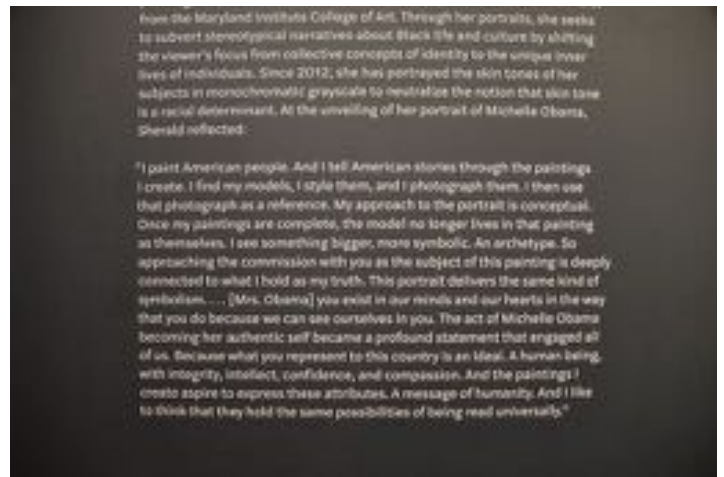 from the Maryland Institute College of Art. Through her portraits, she seeks
to subvert stereotypical narratives about Black life and culture by shifting
the viewer's focus from collective concepts of identity to the unique inner
lives of individuals. Since 2012, she has portrayed the skin tones of her
subjects in monochromatic grayscale to neutralize the notion that skin tone
is a racial determinant. At the unveiling of her portrait of Michelle Obama,
Sherald reflected:
"I paint American people. And I tell American stories through the paintings
I create. I find my models, I style them, and I photograph them. I then use
that photograph as a reference. My approach to the portrait is conceptual.
Once my paintings are complete, the model no longer lives in that painting
as themselves. I see something bigger, more symbolic. An archetype. So
approaching the commission with you as the subject of this painting is deeply
connected to what I hold as my truth. This portrait delivers the same kind of
symbolism. . . . [Mrs. Obama] you exist in our minds and our hearts in the way
that you do because we can see ourselves in you. The act of Michelle Obama
becoming her authentic self became a profound statement that engaged all
of us. Because what you represent to this country is an ideal. A human being,
with integrity, intellect, confidence, and compassion. And the paintings I
create aspire to express these attributes. A message of humanity. And I like
to think that they hold the same possibilities of being read universally."